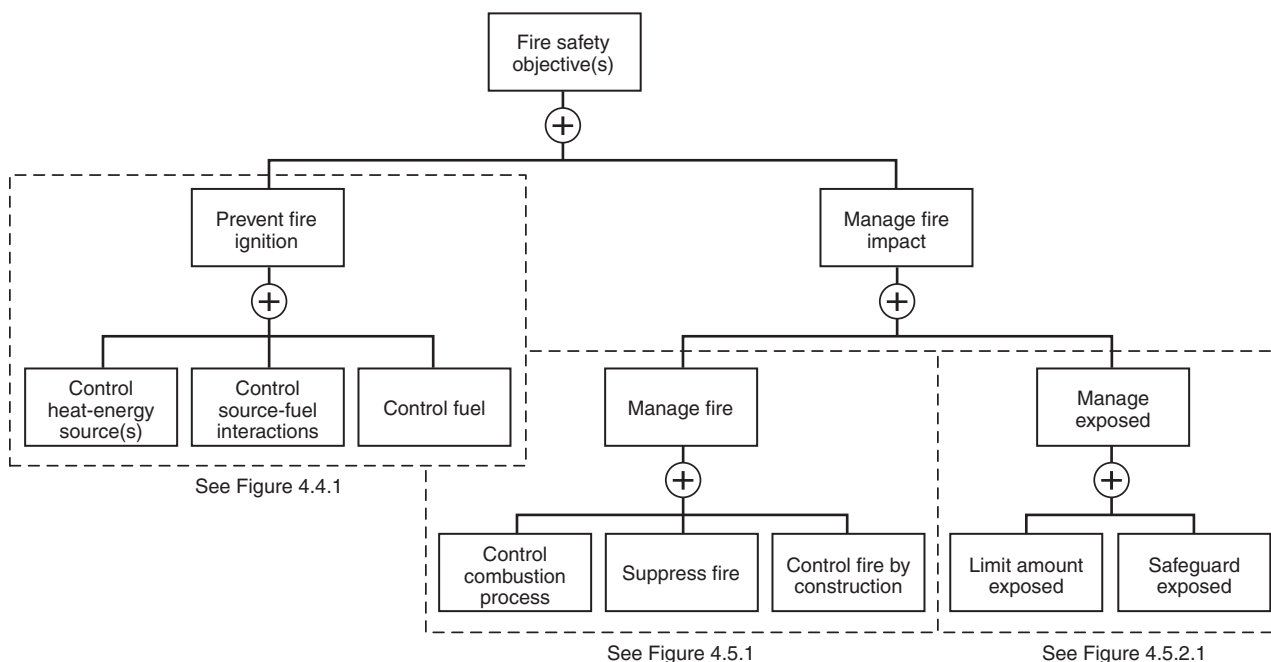 Fire safety
objective(s)
+
Prevent fire
ignition
Manage fire
impact
+
+
Control
heat-energy
source(s)
Control
source-fuel
interactions
Control fuel
Manage fire
Manage
exposed
See Figure 4.4.1
+
+
Control
combustion
process
Suppress fire
Control fire by
construction
Limit amount
exposed
Safeguard
exposed
See Figure 4.5.1
See Figure 4.5.2.1